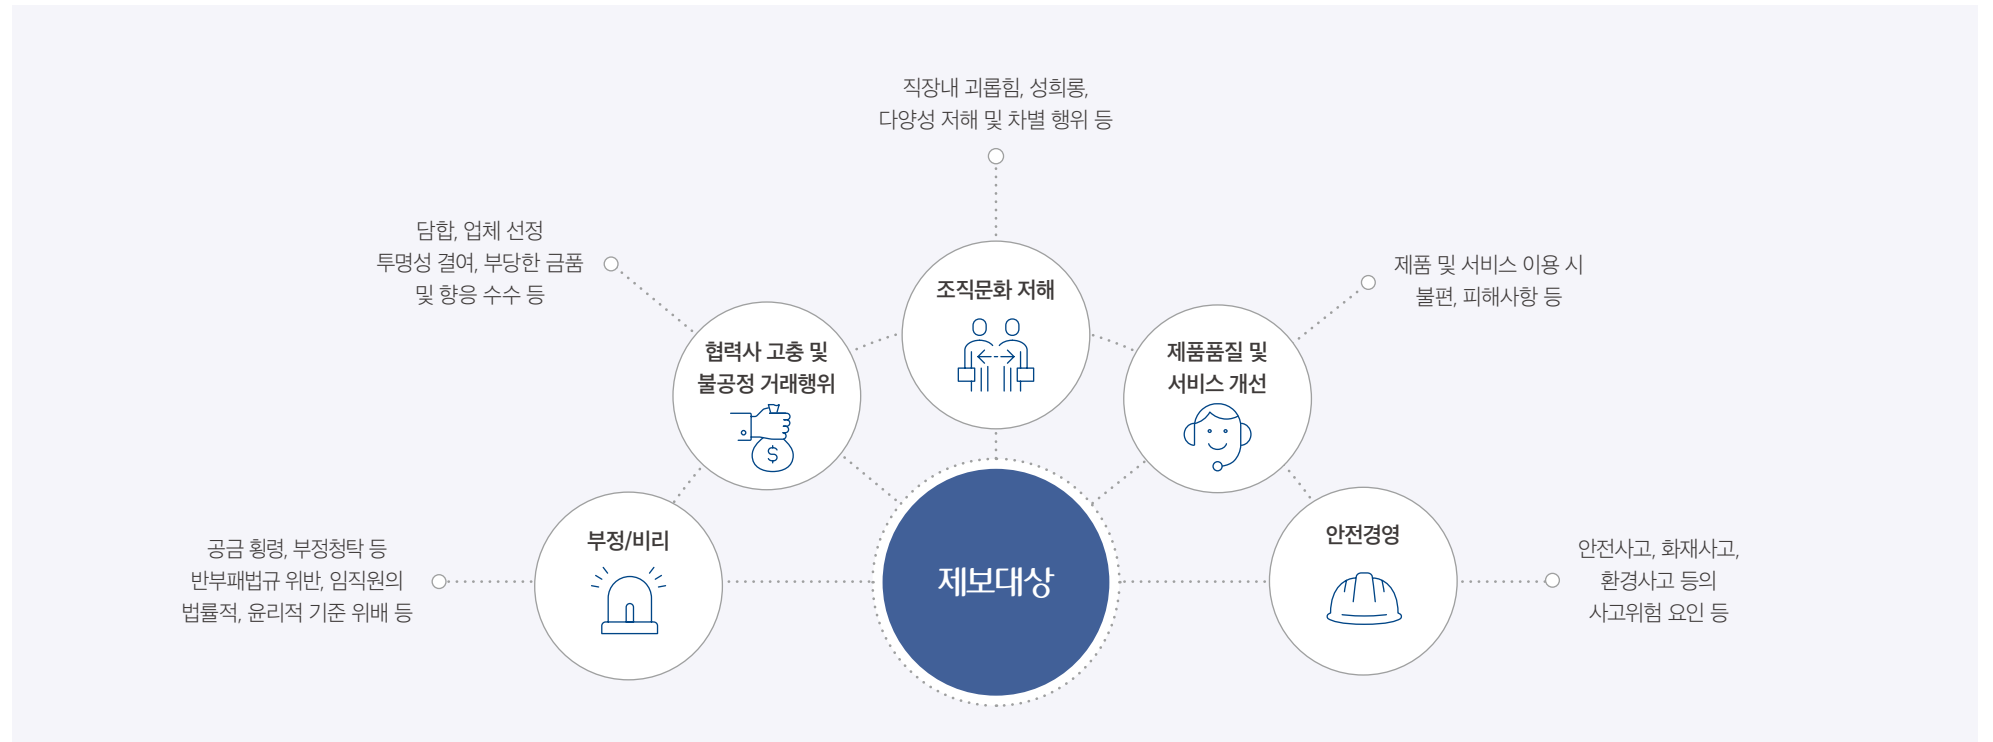 직장내 괴롭힘, 성희롱,
다양성 저해 및 차별 행위 등
담합, 업체 선정
투명성 결여, 부당한 금품
및 향응 수수 등
제품 및 서비스 이용 시
불편, 피해사항 등
조직문화 저해
협력사 고충 및
불공정 거래행위
$
제품품질 및
서비스 개선
부정/비리
공금 횡령, 부정청탁 등
반부패법규 위반, 임직원의
법률적, 윤리적 기준 위배 등
제보대상
안전경영
안전사고, 화재사고,
환경사고 등의
사고위험 요인 등